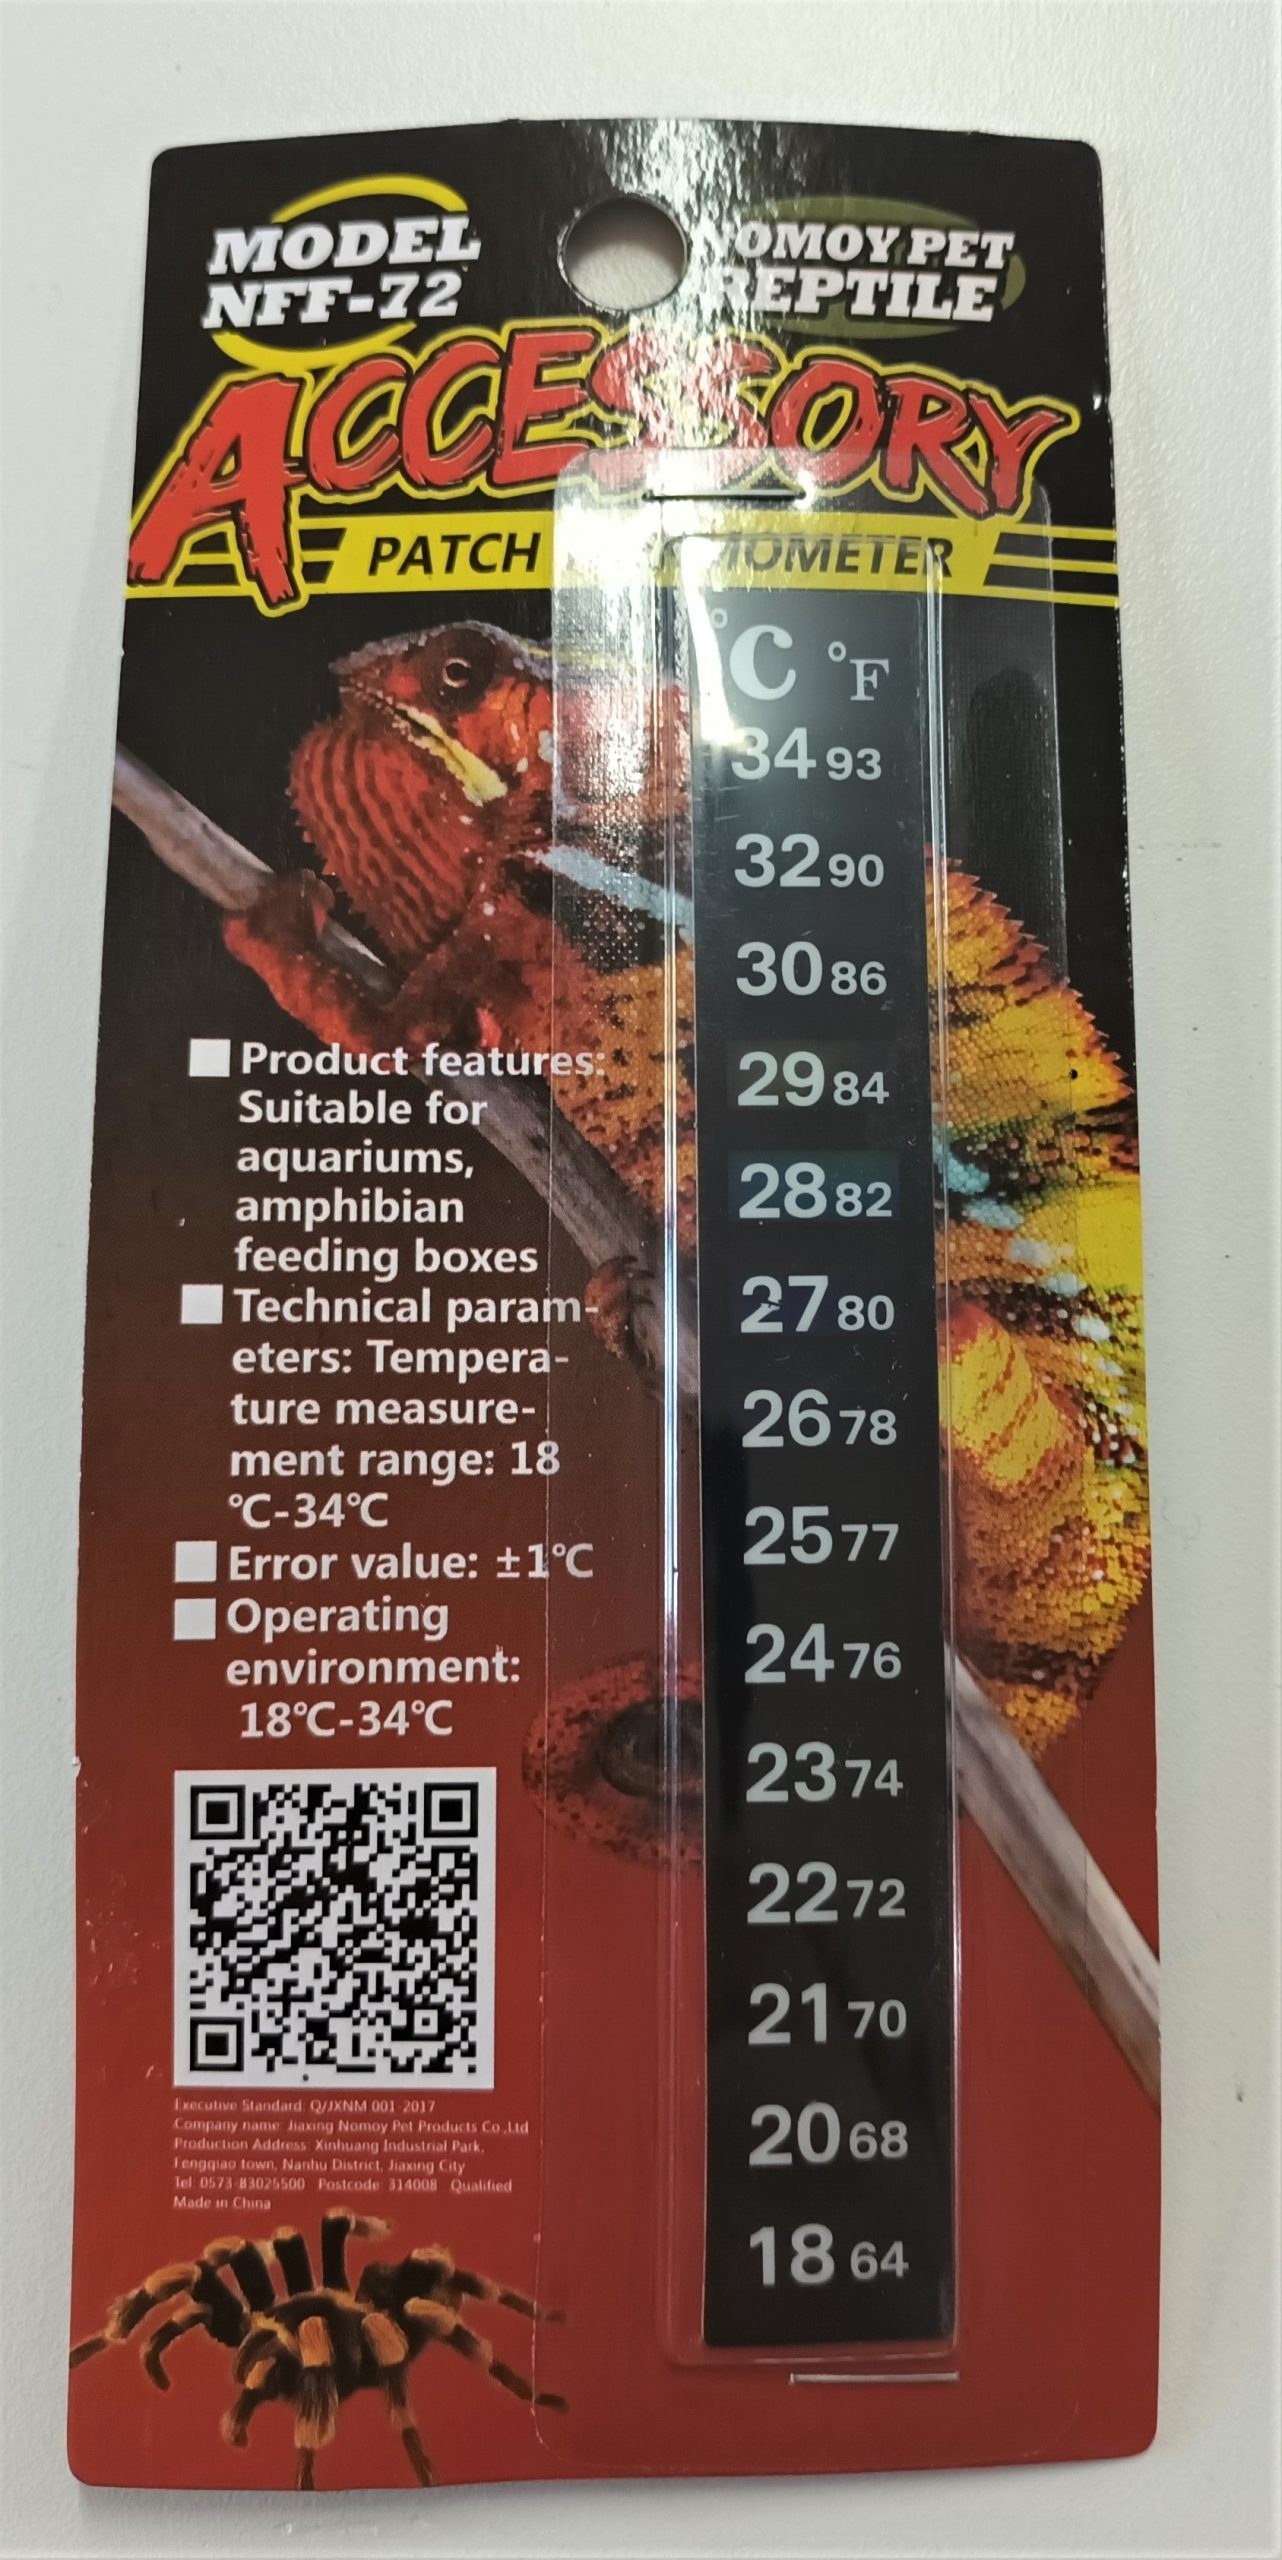 MODEL
NFF-72
NOMOY PET
REPTILE
ACCESSORY
PATCH THERMOMETER
°C °F
34 93
32 90
30 86
29 84
28 82
27 80
26 78
25 77
24 76
23 74
22 72
21 70
20 68
18 64
Product features:
Suitable for
aquariums,
amphibian
feeding boxes
Technical param-
eters: Tempera-
ture measure-
ment range: 18
℃-34℃
Error value: ±1℃
Operating
environment:
18℃-34℃
Executive Standard: Q/JXNM 001-2017
Company name: Jiaxing Nomoy Pet Products Co.,Ltd
Production Address: Xinhuang Industrial Park,
Fengqiao town, Nanhu District, Jiaxing City
Tel: 0573-83025500 Postcode: 314008 Qualified
Made in China